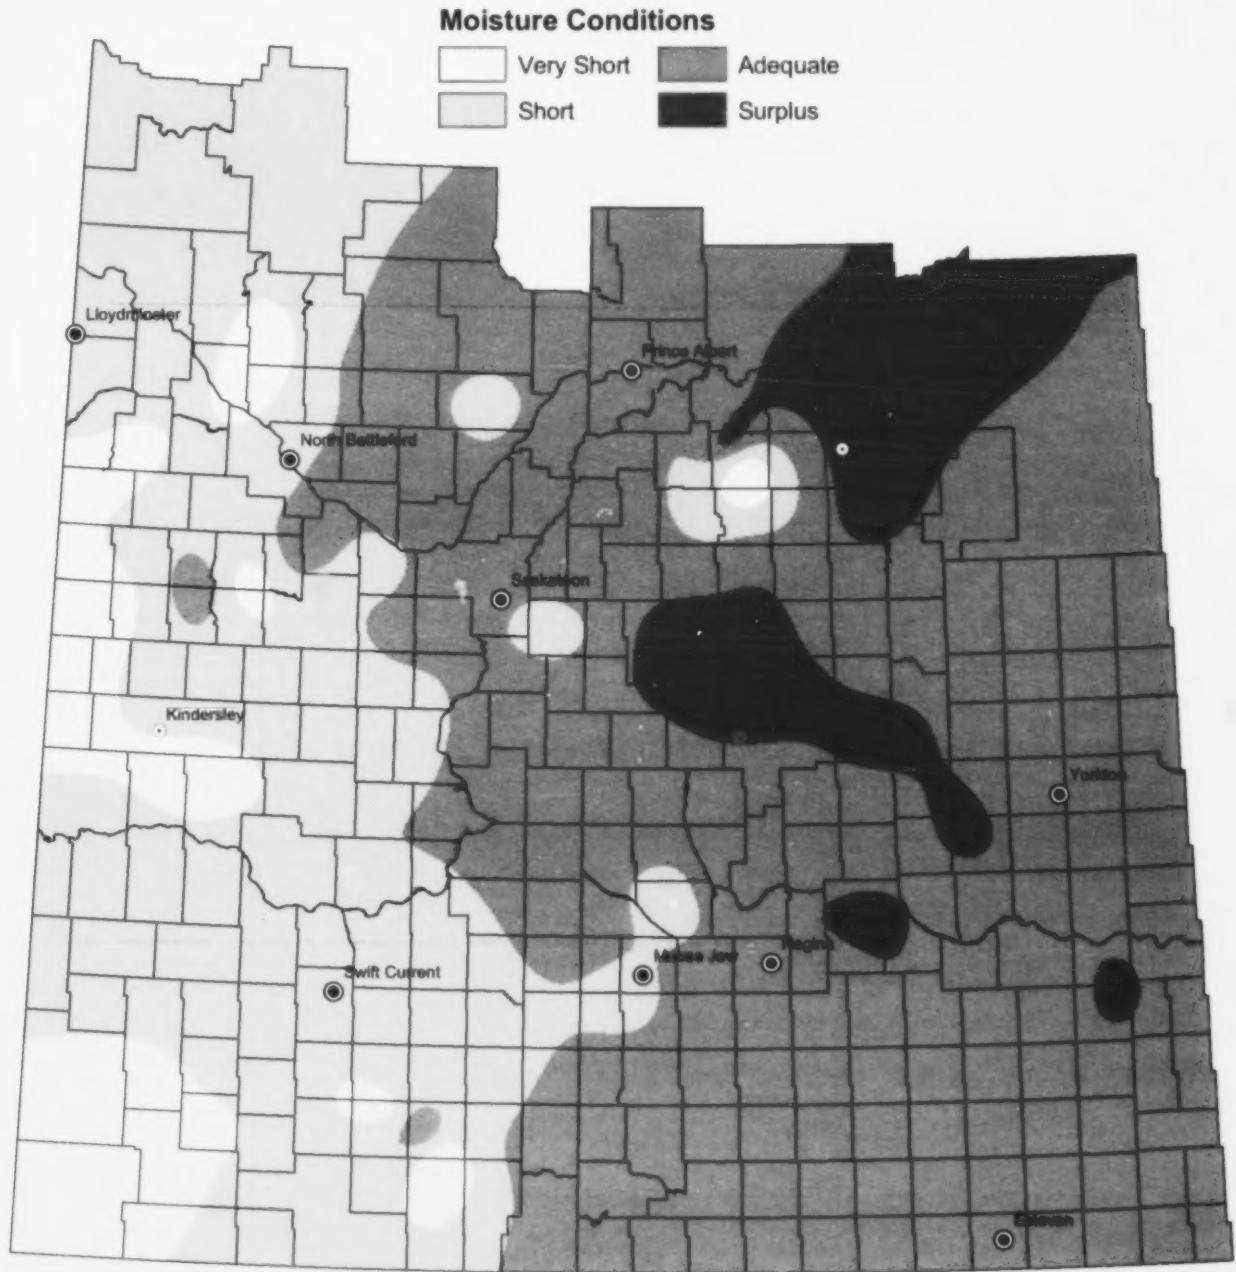 Moisture Conditions
Very Short
Adequate
Short
Surplus
Lloydminster
Prince Albert
North Battleford
Saskatoon
Kindersley
Yorkton
Moose Jaw
Regina
Swift Current
Estevan